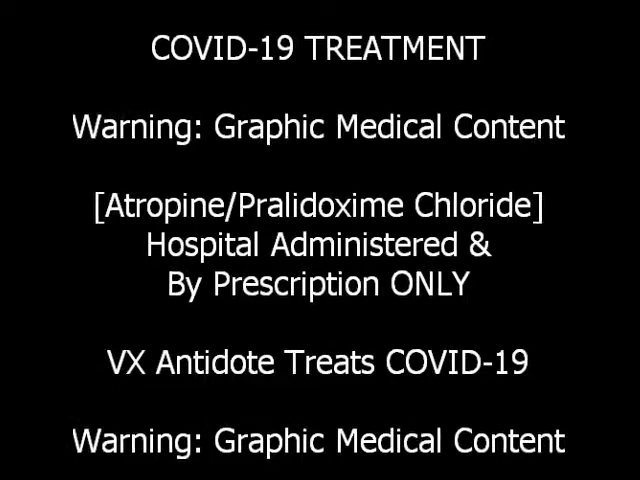 COVID-19 TREATMENT
Warning: Graphic Medical Content
[Atropine/Pralidoxime Chloride]
Hospital Administered &
By Prescription ONLY
VX Antidote Treats COVID-19
Warning: Graphic Medical Content